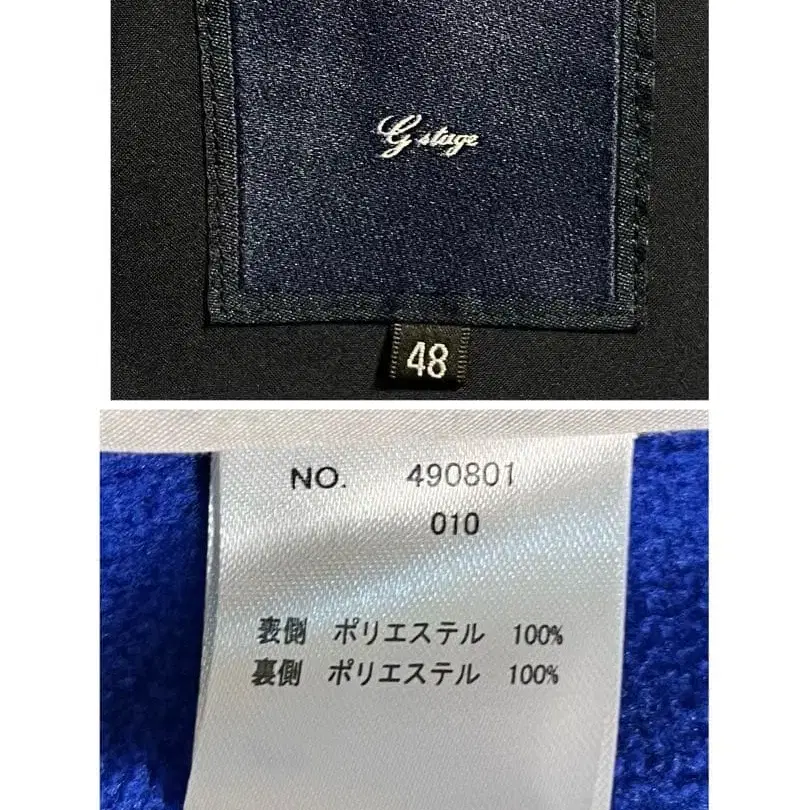 G stage
48
NO. 490801
010
表側 ポリエステル 100%
裏側 ポリエステル 100%